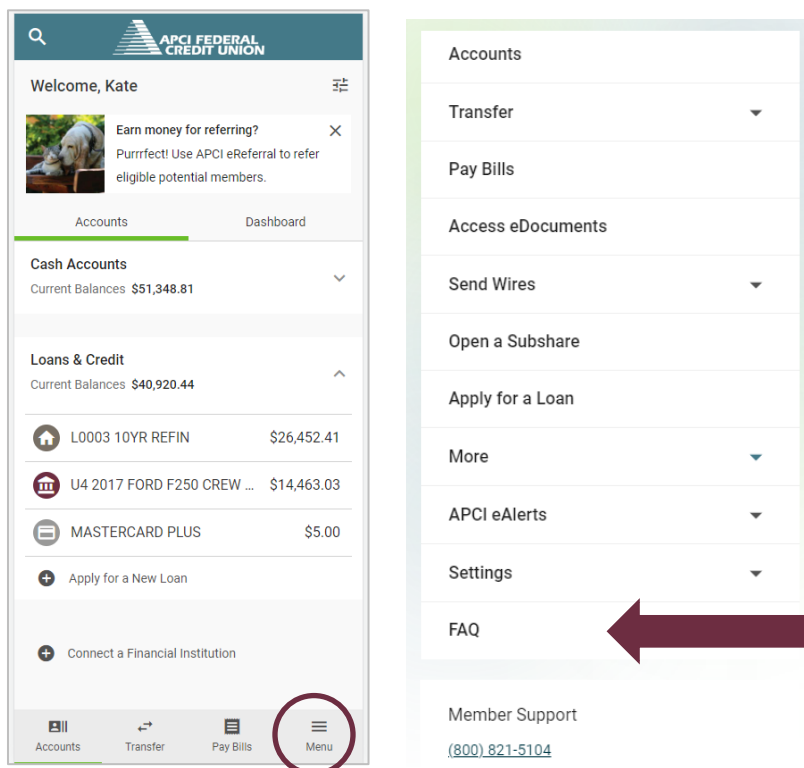 APCI FEDERAL
CREDIT UNION
Welcome, Kate
Earn money for referring?
Purrrfect! Use APCI eReferral to refer
eligible potential members.
Accounts Dashboard
Cash Accounts
Current Balances $51,348.81
Loans & Credit
Current Balances $40,920.44
L0003 10YR REFIN $26,452.41
U4 2017 FORD F250 CREW ... $14,463.03
MASTERCARD PLUS $5.00
Apply for a New Loan
Connect a Financial Institution
Accounts Transfer Pay Bills Menu
Accounts
Transfer
Pay Bills
Access eDocuments
Send Wires
Open a Subshare
Apply for a Loan
More
APCI eAlerts
Settings
FAQ
Member Support
(800) 821-5104